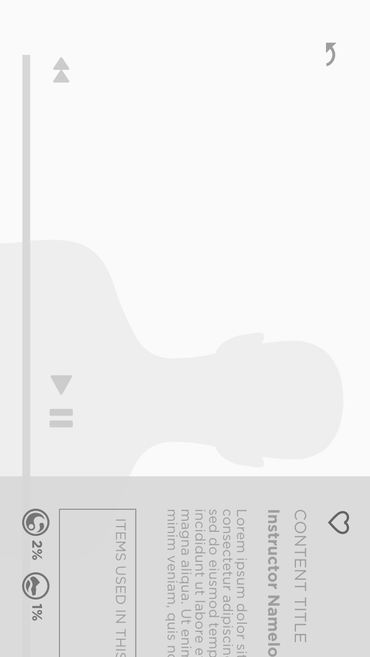 CONTENT TITLE
Instructor Namelo
Lorem ipsum dolor sit
consectetur adipiscin
sed do eiusmod temp
incididunt ut labore e
magna aliqua. Ut enim
minim veniam, quis no
ITEMS USED IN THIS
2% 1%